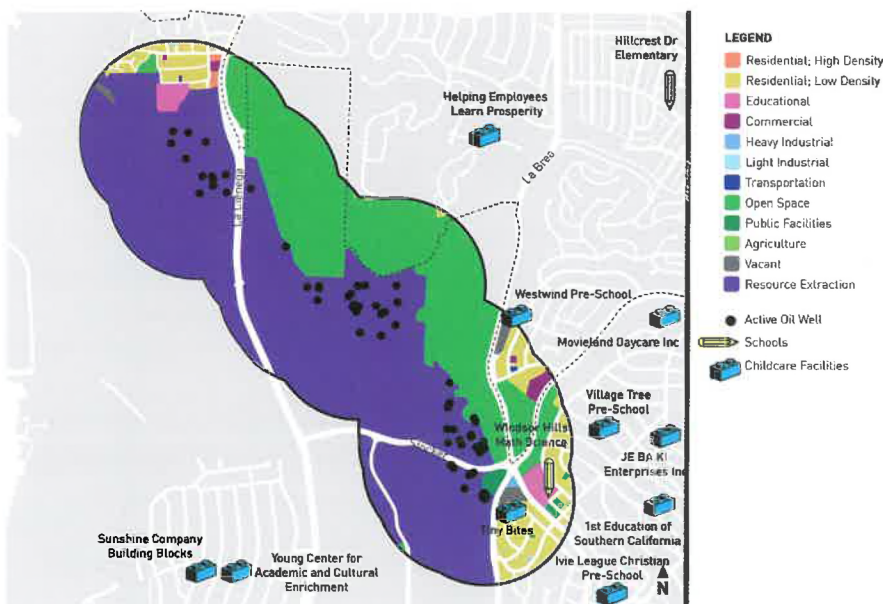 Hillcrest Dr
Elementary
Helping Employees
Learn Prosperity
La Brea
La Cienega
Westwind Pre-School
Movieland Daycare Inc
Village Tree
Pre-School
Windsor Hills
Math Science
JE BA KI
Enterprises Inc
Stocker
Tiny Bites
1st Education of
Southern California
Sunshine Company
Building Blocks
Young Center for
Academic and Cultural
Enrichment
Ivie League Christian
Pre-School
N
LEGEND
Residential; High Density
Residential; Low Density
Educational
Commercial
Heavy Industrial
Light Industrial
Transportation
Open Space
Public Facilities
Agriculture
Vacant
Resource Extraction
Active Oil Well
Schools
Childcare Facilities